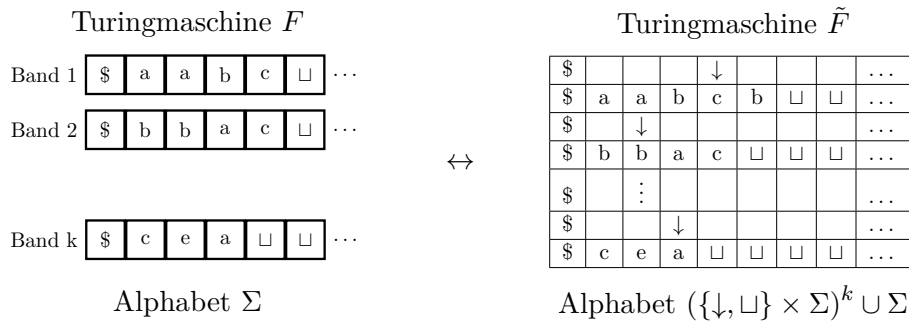 Turingmaschine F
Band 1 $ a a b c ⊔ ⋯
Band 2 $ b b a c ⊔ ⋯
Band k $ c e a ⊔ ⊔ ⋯
Alphabet Σ
↔
Turingmaschine F̃
$ ↓ …
$ a a b c b ⊔ ⊔ …
$ ↓ …
$ b b a c ⊔ ⊔ ⊔ …
$ ⋮ …
$ ↓ …
$ c e a ⊔ ⊔ ⊔ ⊔ …
Alphabet ({↓, ⊔} × Σ)ᵏ ∪ Σ